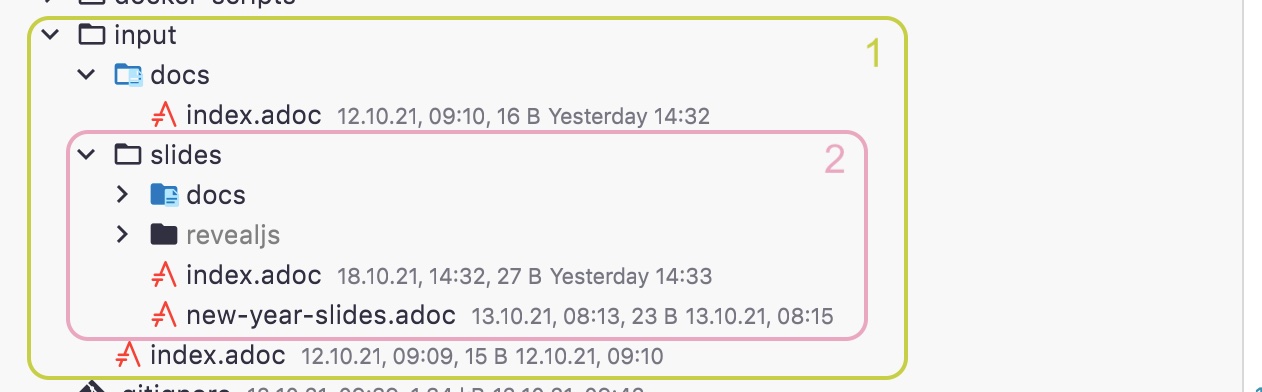 docker-scripts
input
1
docs
index.adoc 12.10.21, 09:10, 16 B Yesterday 14:32
slides
2
docs
revealjs
index.adoc 18.10.21, 14:32, 27 B Yesterday 14:33
new-year-slides.adoc 13.10.21, 08:13, 23 B 13.10.21, 08:15
index.adoc 12.10.21, 09:09, 15 B 12.10.21, 09:10
.gitignore